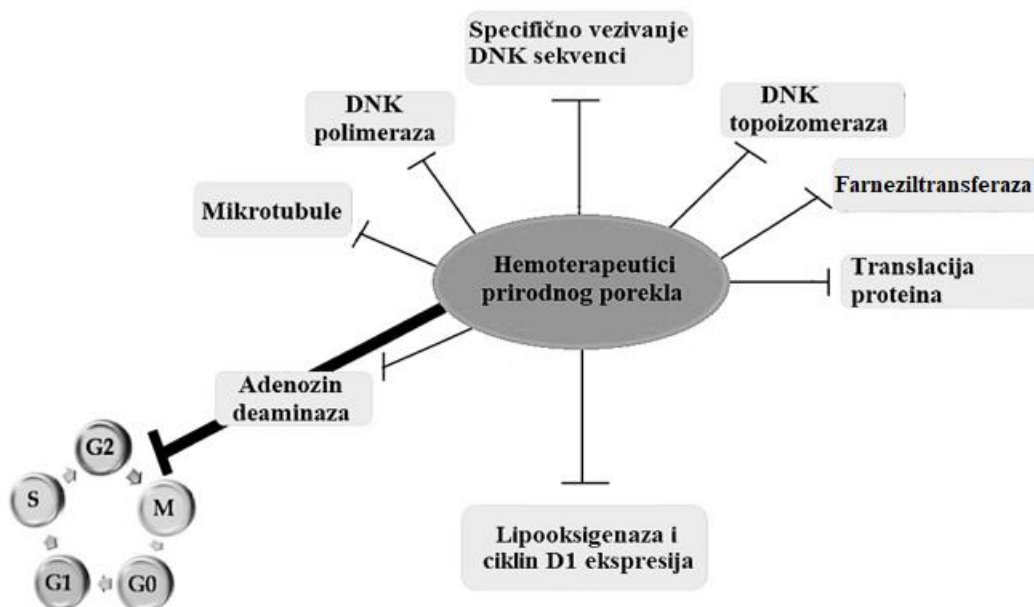 Specifično vezivanje
DNK sekvenci
DNK
polimeraza
DNK
topoizomeraza
Farneziltransferaza
Mikrotubule
Hemoterapeutici
prirodnog porekla
Translacija
proteina
Adenozin
deaminaza
G2
S
M
G1
G0
Lipooksigenaza i
ciklin D1 ekspresija